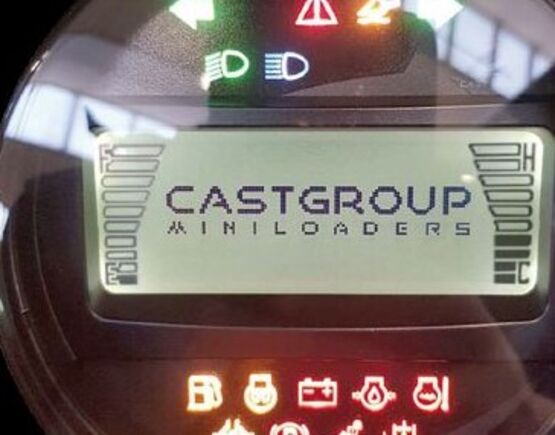 F H
CASTGROUP
MINILOADERS
E C